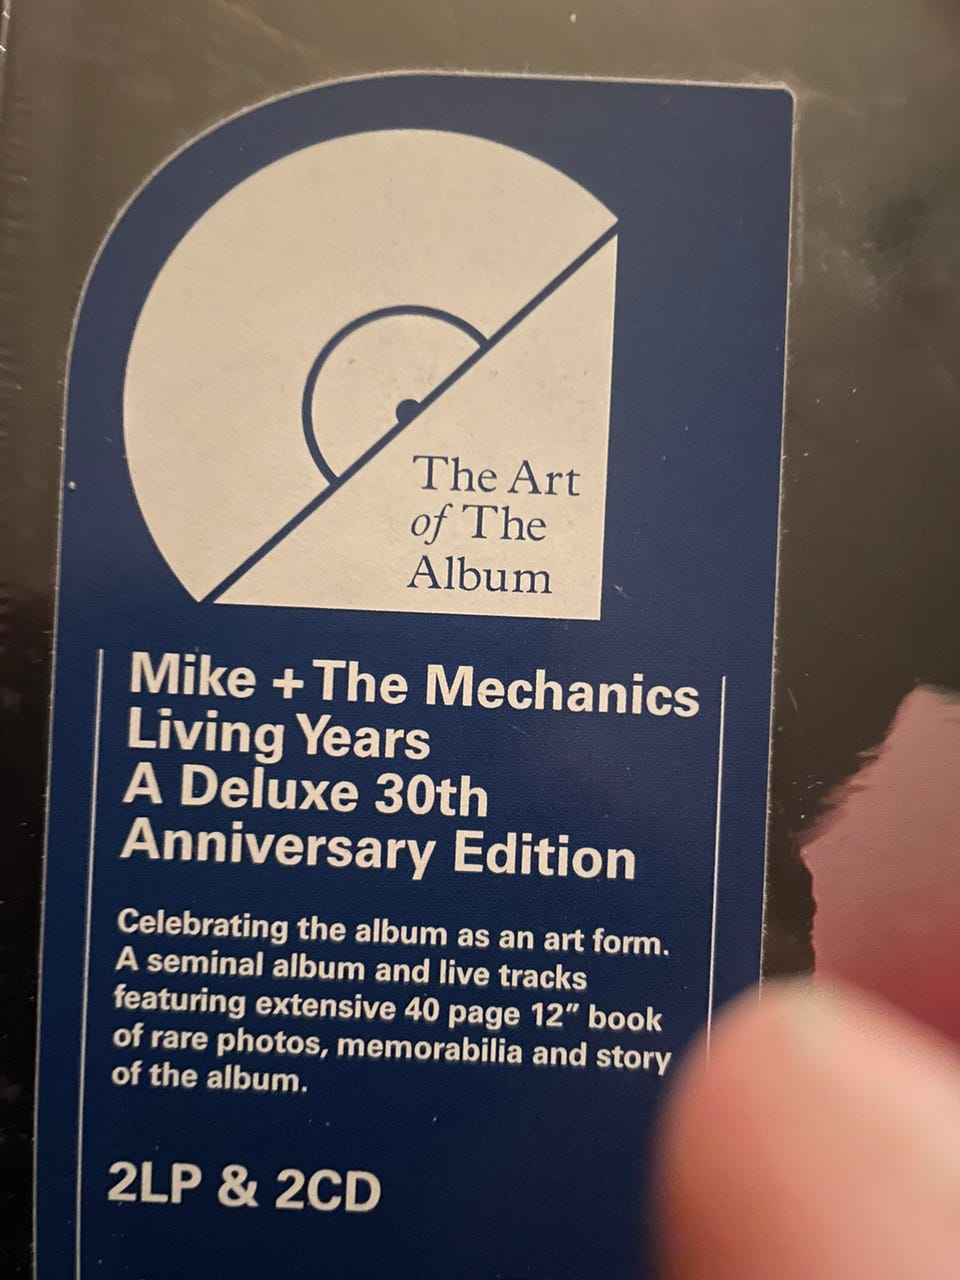 The Art
of The
Album
Mike + The Mechanics
Living Years
A Deluxe 30th
Anniversary Edition
Celebrating the album as an art form.
A seminal album and live tracks
featuring extensive 40 page 12” book
of rare photos, memorabilia and story
of the album.
2LP & 2CD